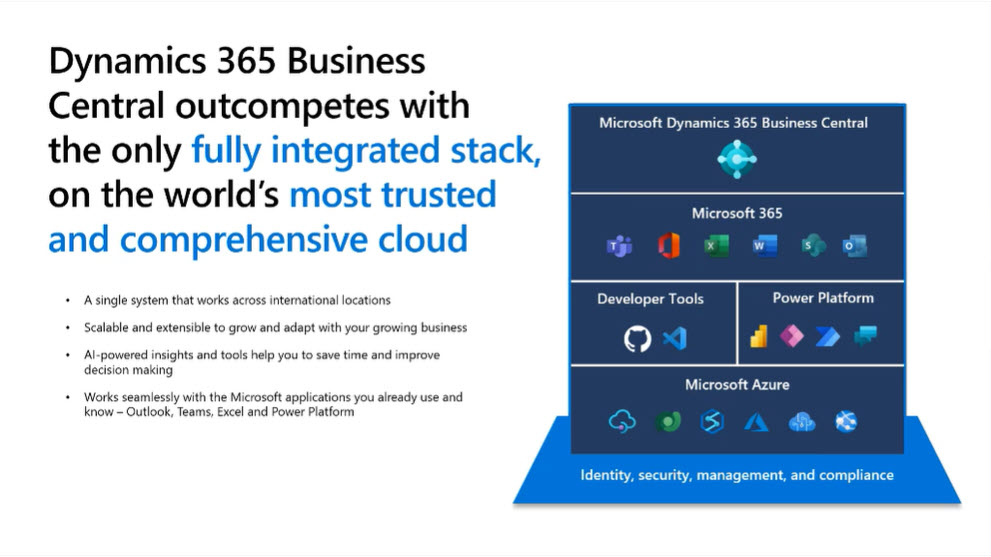 Dynamics 365 Business
Central outcompetes with
the only fully integrated stack,
on the world's most trusted
and comprehensive cloud
• A single system that works across international locations
• Scalable and extensible to grow and adapt with your growing business
• AI-powered insights and tools help you to save time and improve
decision making
• Works seamlessly with the Microsoft applications you already use and
know – Outlook, Teams, Excel and Power Platform
Microsoft Dynamics 365 Business Central
Microsoft 365
T
X
W
S
O
Developer Tools
Power Platform
Microsoft Azure
Identity, security, management, and compliance